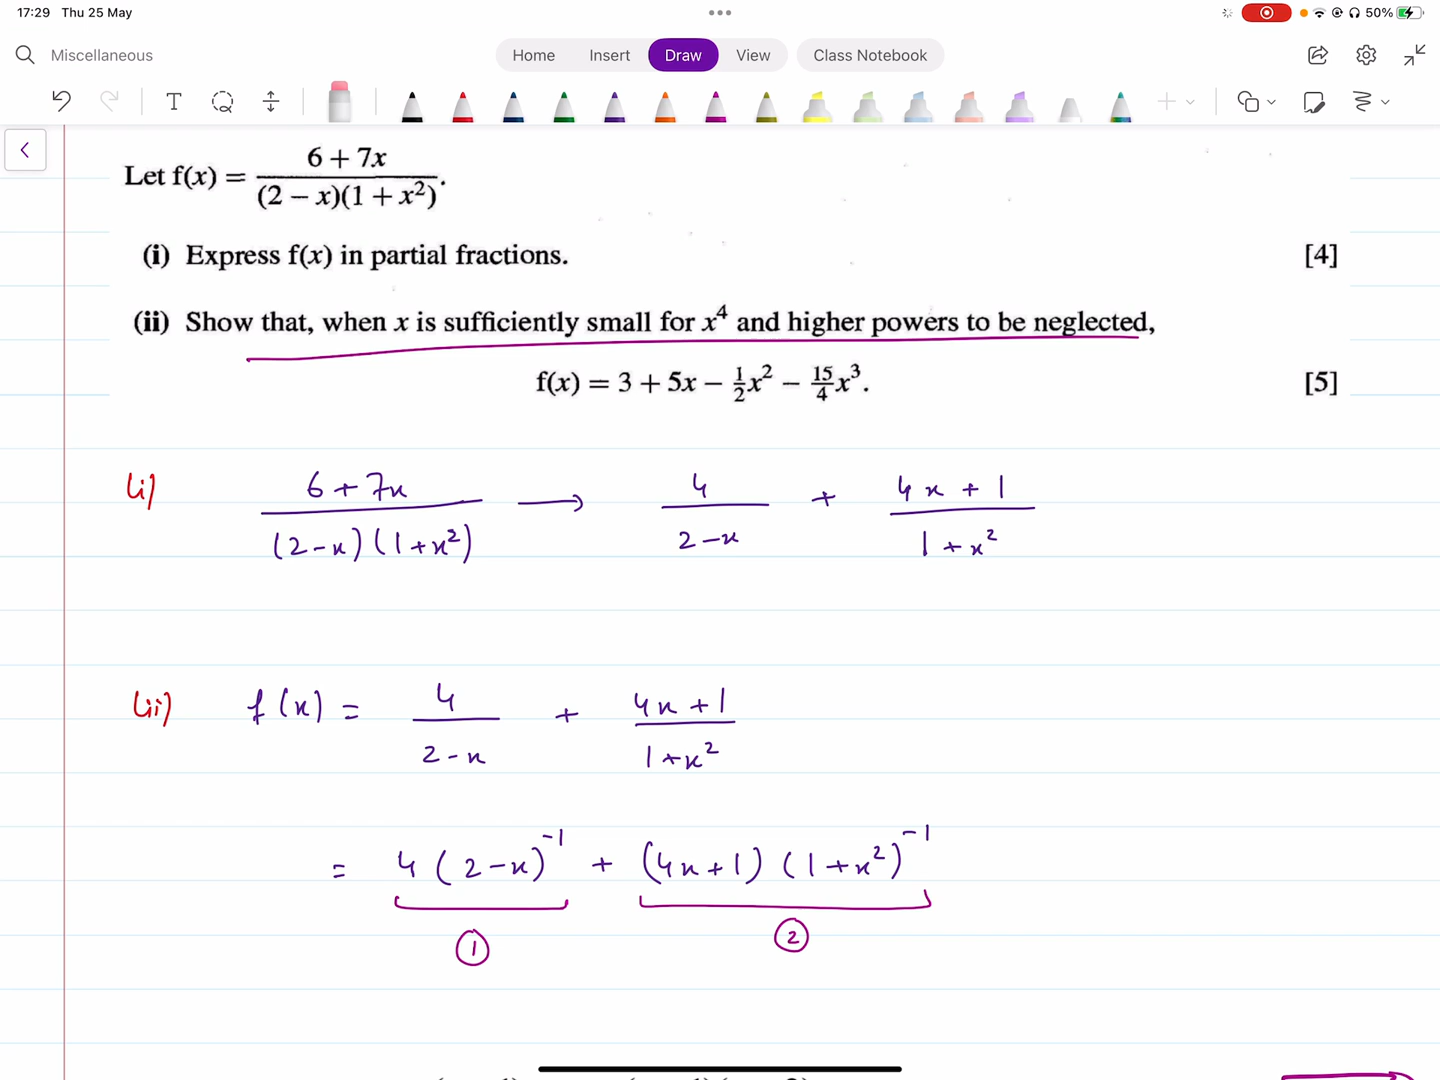 17:29 Thu 25 May
50%
Miscellaneous
Home Insert Draw View Class Notebook
T
Let f(x) = (6 + 7x)/((2 − x)(1 + x²)).
(i) Express f(x) in partial fractions. [4]
(ii) Show that, when x is sufficiently small for x⁴ and higher powers to be neglected,
f(x) = 3 + 5x − ½x² − 15/4 x³. [5]
(i) (6 + 7x)/((2 − x)(1 + x²)) → 4/(2 − x) + (4x + 1)/(1 + x²)
(ii) f(x) = 4/(2 − x) + (4x + 1)/(1 + x²)
= 4(2 − x)⁻¹ + (4x + 1)(1 + x²)⁻¹
① ②